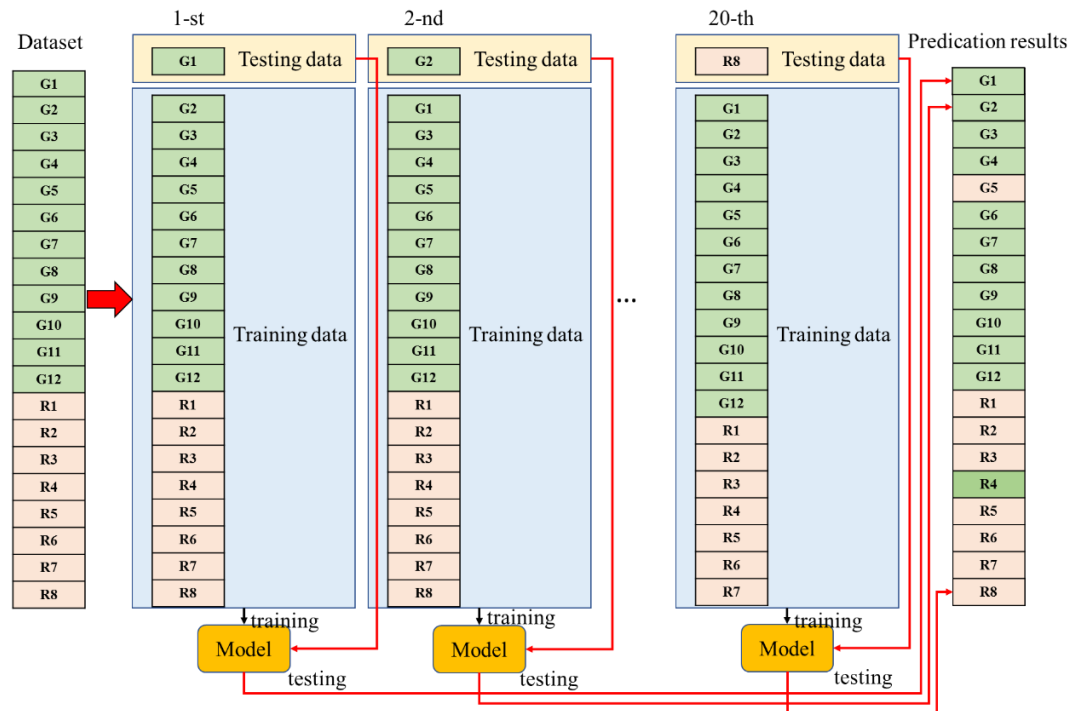 1-st
2-nd
20-th
Dataset
Predication results
G1
G2
G3
G4
G5
G6
G7
G8
G9
G10
G11
G12
R1
R2
R3
R4
R5
R6
R7
R8
G1
Testing data
G2
G3
G4
G5
G6
G7
G8
G9
G10
G11
G12
R1
R2
R3
R4
R5
R6
R7
R8
Training data
training
Model
testing
G2
Testing data
G1
G3
G4
G5
G6
G7
G8
G9
G10
G11
G12
R1
R2
R3
R4
R5
R6
R7
R8
Training data
training
Model
testing
...
R8
Testing data
G1
G2
G3
G4
G5
G6
G7
G8
G9
G10
G11
G12
R1
R2
R3
R4
R5
R6
R7
Training data
training
Model
testing
G1
G2
G3
G4
G5
G6
G7
G8
G9
G10
G11
G12
R1
R2
R3
R4
R5
R6
R7
R8